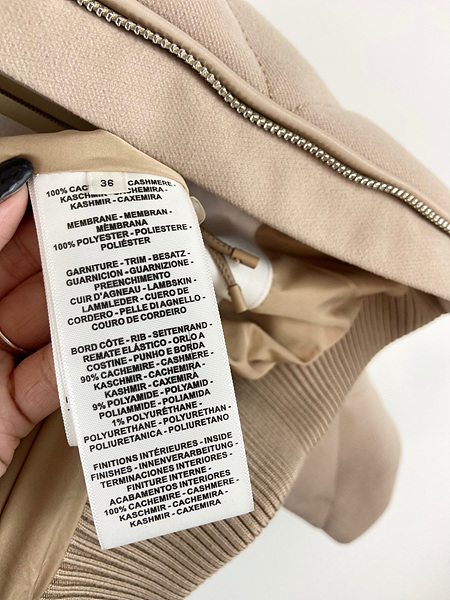 36
100% CAC CASHMERE -
KASCHMIR - CACHEMIRA -
KASHMIR - CAXEMIRA
MEMBRANE - MEMBRAN -
MÈMBRANA
100% POLYESTER - POLIESTERE -
POLIÉSTER
GARNITURE - TRIM - BESATZ -
GUARNICION - GUARNIZIONE -
PREENCHIMENTO
CUIR D'AGNEAU - LAMBSKIN -
LAMMLEDER - CUERO DE
CORDERO - PELLE DI AGNELLO -
COURO DE CORDEIRO
BORD CÔTE - RIB - SEITENRAND -
REMATE ELÁSTICO - ORLO A
COSTINE - PUNHO E BORDA
90% CACHEMIRE - CASHMERE -
KASCHMIR - CACHEMIRA -
KASHMIR - CAXEMIRA
9% POLYAMIDE - POLYAMID -
POLIAMMIDE - POLIAMIDA
1% POLYURÉTHANE -
POLYURETHANE - POLYURETHAN -
POLIURETANICA - POLIURETANO
FINITIONS INTÉRIEURES - INSIDE
FINISHES - INNENVERARBEITUNG -
TERMINACIONES INTERIORES -
FINITURE INTERNE -
ACABAMENTOS INTERIORES
100% CACHEMIRE - CASHMERE -
KASCHMIR - CACHEMIRA -
KASHMIR - CAXEMIRA